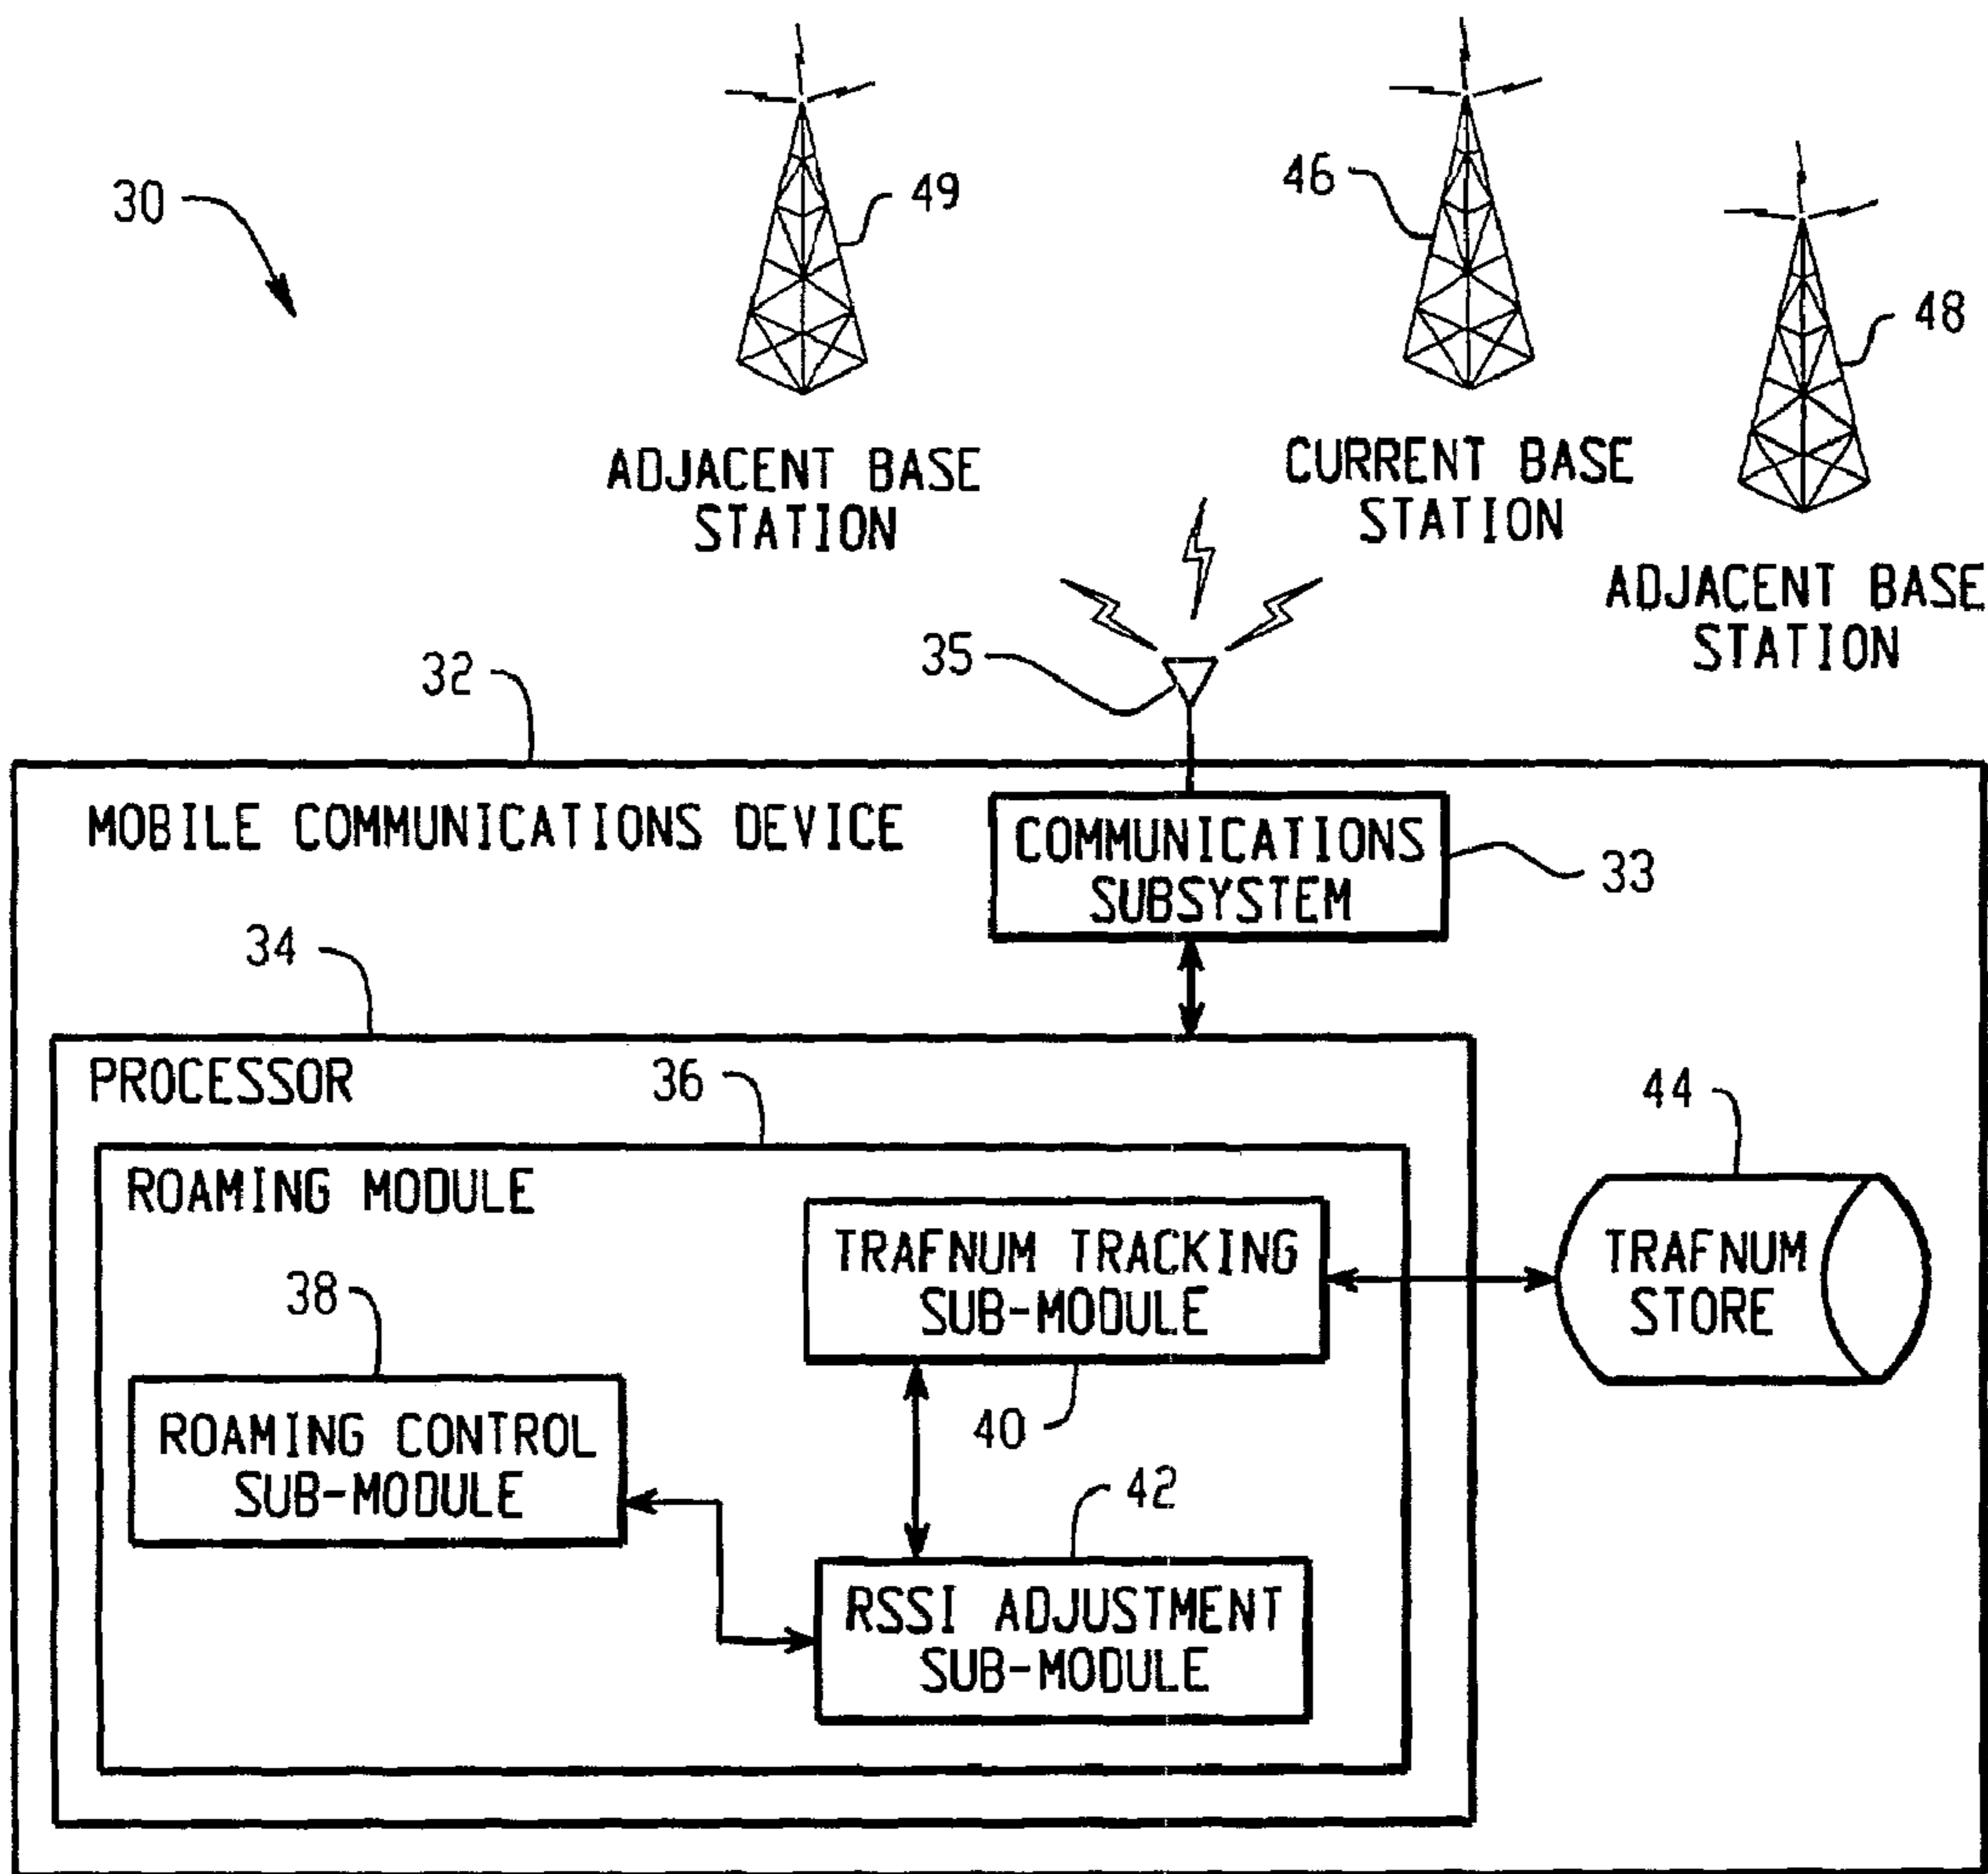 30
49
46
48
ADJACENT BASE
STATION
CURRENT BASE
STATION
ADJACENT BASE
STATION
35
32
MOBILE COMMUNICATIONS DEVICE
COMMUNICATIONS
SUBSYSTEM
33
34
PROCESSOR
36
44
ROAMING MODULE
TRAFNUM TRACKING
SUB-MODULE
TRAFNUM
STORE
38
40
ROAMING CONTROL
SUB-MODULE
42
RSSI ADJUSTMENT
SUB-MODULE